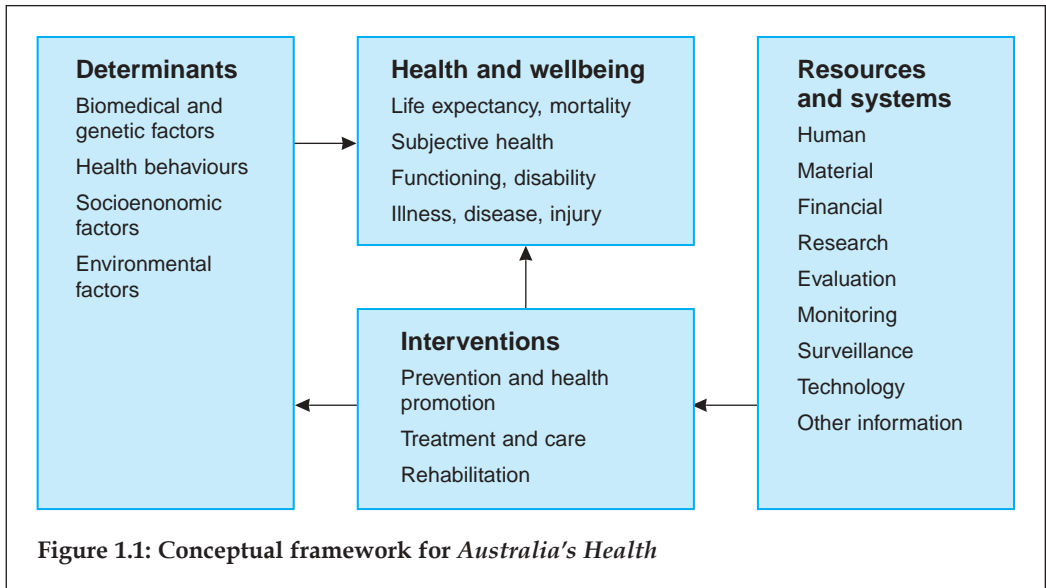 Determinants
Biomedical and
genetic factors
Health behaviours
Socioenonomic
factors
Environmental
factors
Health and wellbeing
Life expectancy, mortality
Subjective health
Functioning, disability
Illness, disease, injury
Interventions
Prevention and health
promotion
Treatment and care
Rehabilitation
Resources
and systems
Human
Material
Financial
Research
Evaluation
Monitoring
Surveillance
Technology
Other information
Figure 1.1: Conceptual framework for Australia's Health